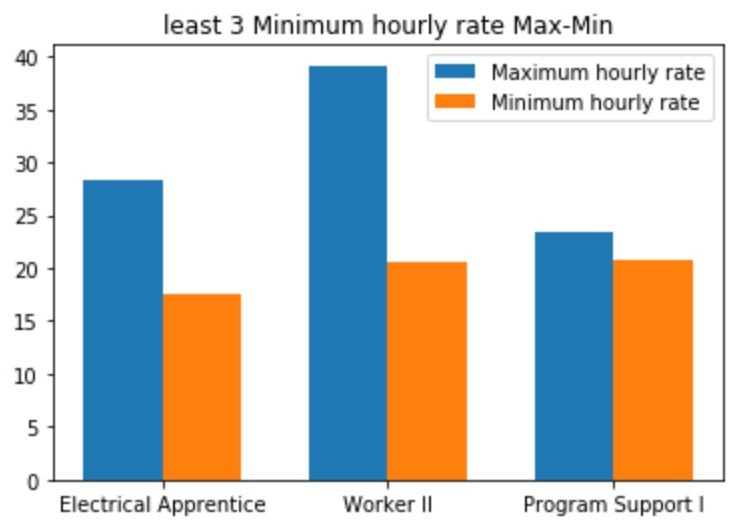 least 3 Minimum hourly rate Max-Min
Maximum hourly rate
Minimum hourly rate
40
35
30
25
20
15
10
5
0
Electrical Apprentice
Worker II
Program Support I